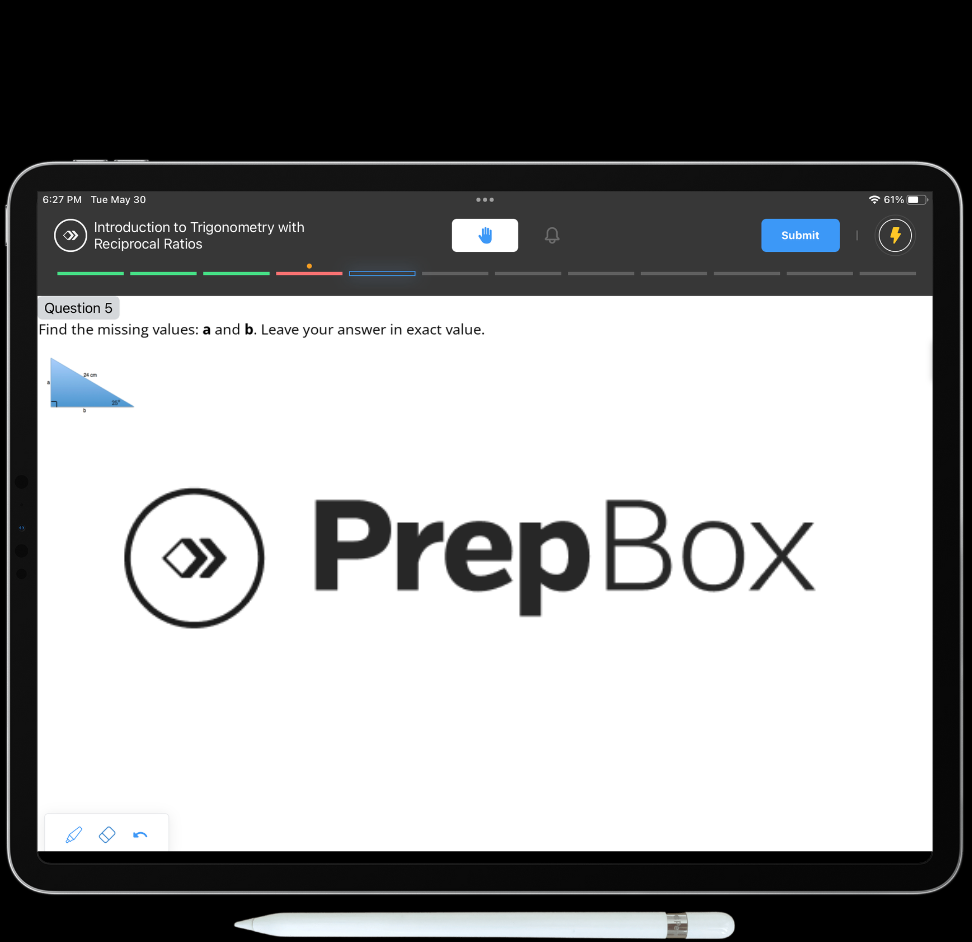 6:27 PM Tue May 30
61%
Introduction to Trigonometry with
Reciprocal Ratios
Submit
Question 5
Find the missing values: a and b. Leave your answer in exact value.
24 cm
a
b
PrepBox